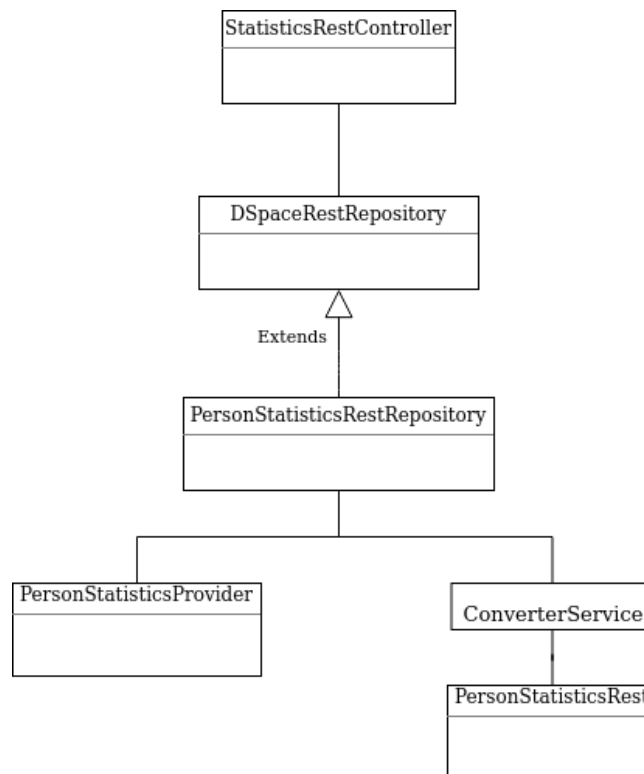 StatisticsRestController
DSpaceRestRepository
Extends
PersonStatisticsRestRepository
PersonStatisticsProvider
ConverterService
PersonStatisticsRest